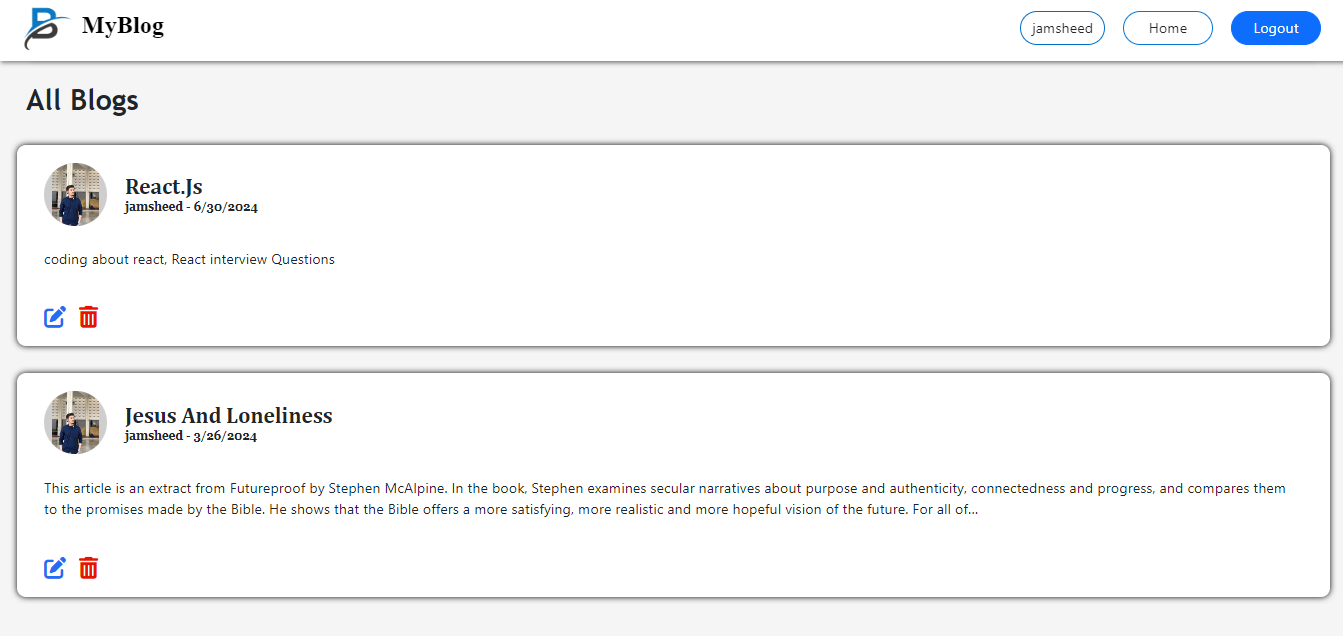 MyBlog
jamsheed
Home
Logout
All Blogs
React.Js
jamsheed - 6/30/2024
coding about react, React interview Questions
Jesus And Loneliness
jamsheed - 3/26/2024
This article is an extract from Futureproof by Stephen McAlpine. In the book, Stephen examines secular narratives about purpose and authenticity, connectedness and progress, and compares them
to the promises made by the Bible. He shows that the Bible offers a more satisfying, more realistic and more hopeful vision of the future. For all of...